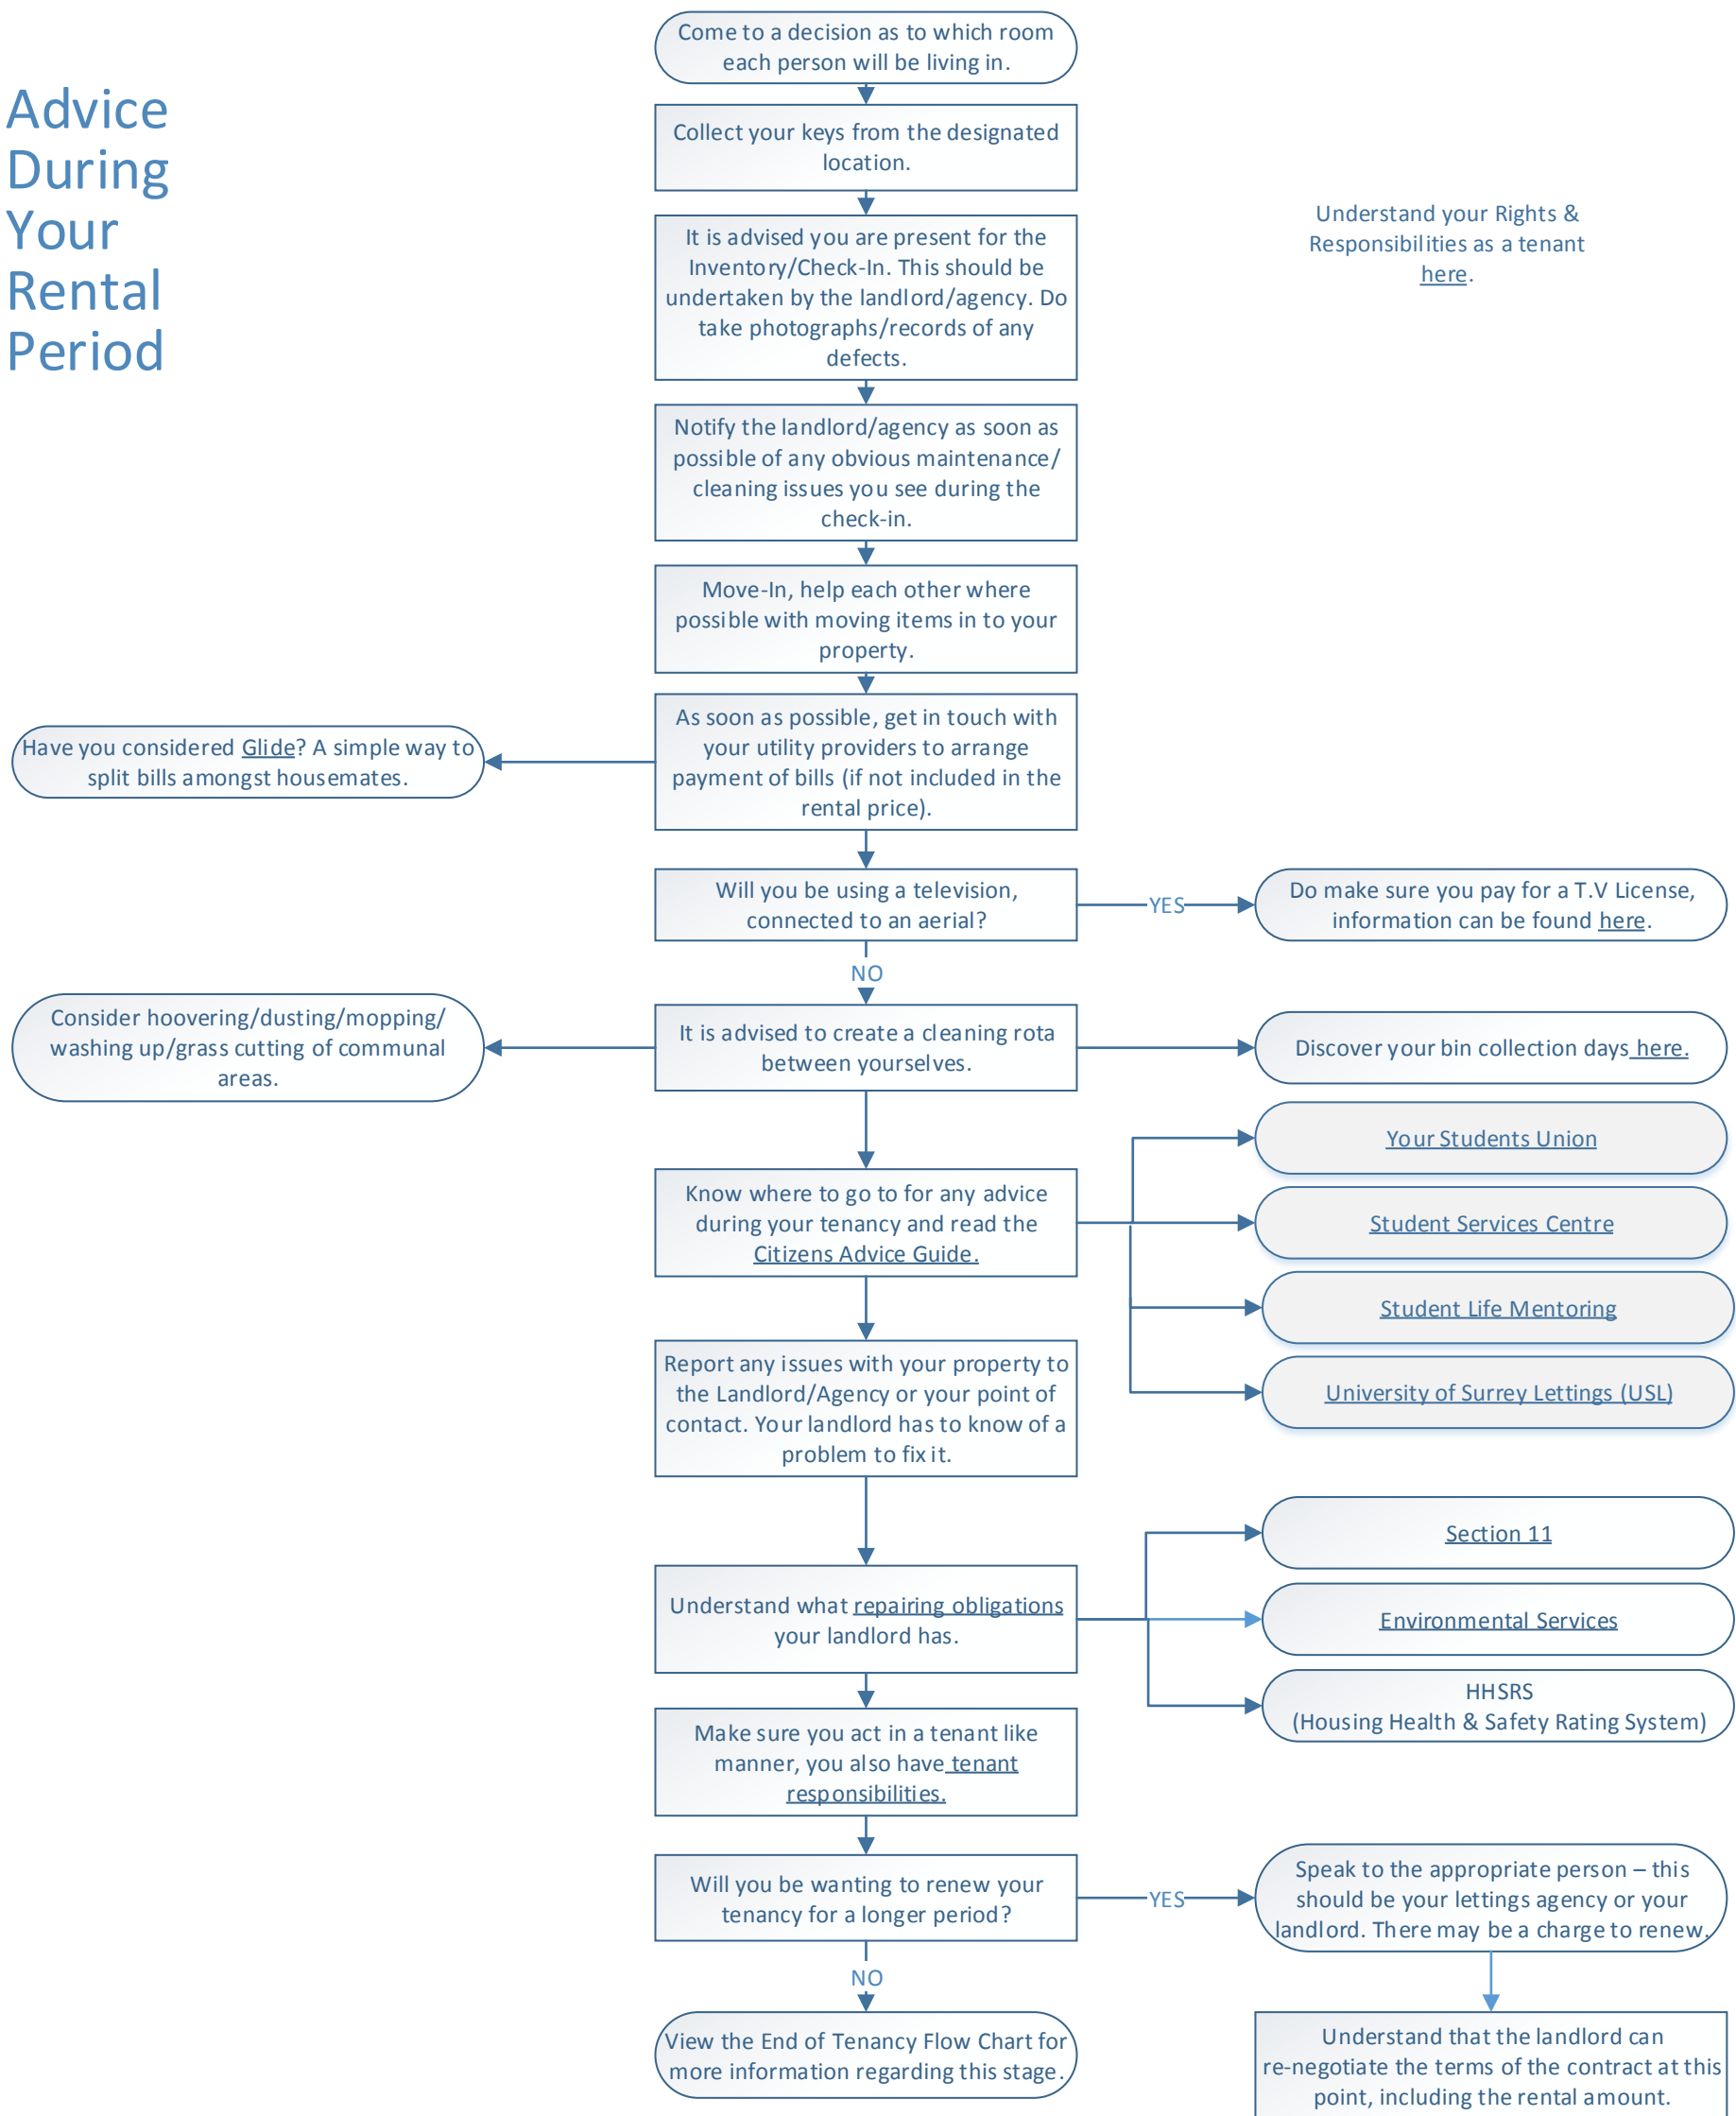 Advice
During
Your
Rental
Period
Come to a decision as to which room
each person will be living in.
Collect your keys from the designated
location.
Understand your Rights &
Responsibilities as a tenant
here.
It is advised you are present for the
Inventory/Check-In. This should be
undertaken by the landlord/agency. Do
take photographs/records of any
defects.
Notify the landlord/agency as soon as
possible of any obvious maintenance/
cleaning issues you see during the
check-in.
Move-In, help each other where
possible with moving items in to your
property.
As soon as possible, get in touch with
your utility providers to arrange
payment of bills (if not included in the
rental price).
Have you considered Glide? A simple way to
split bills amongst housemates.
Will you be using a television,
connected to an aerial?
YES
Do make sure you pay for a T.V License,
information can be found here.
NO
It is advised to create a cleaning rota
between yourselves.
Consider hoovering/dusting/mopping/
washing up/grass cutting of communal
areas.
Discover your bin collection days here.
Know where to go to for any advice
during your tenancy and read the
Citizens Advice Guide.
Your Students Union
Student Services Centre
Student Life Mentoring
University of Surrey Lettings (USL)
Report any issues with your property to
the Landlord/Agency or your point of
contact. Your landlord has to know of a
problem to fix it.
Understand what repairing obligations
your landlord has.
Section 11
Environmental Services
HHSRS
(Housing Health & Safety Rating System)
Make sure you act in a tenant like
manner, you also have tenant
responsibilities.
Will you be wanting to renew your
tenancy for a longer period?
YES
Speak to the appropriate person – this
should be your lettings agency or your
landlord. There may be a charge to renew.
NO
View the End of Tenancy Flow Chart for
more information regarding this stage.
Understand that the landlord can
re-negotiate the terms of the contract at this
point, including the rental amount.